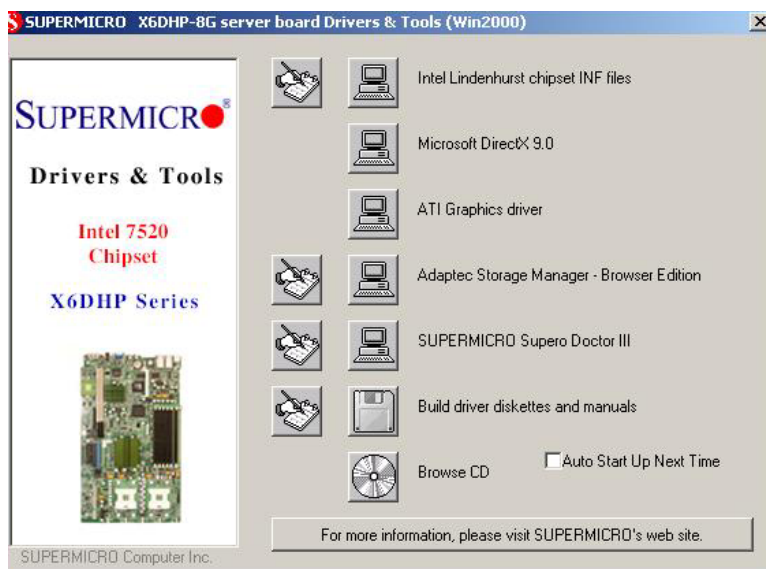 SUPERMICRO X6DHP-8G server board Drivers & Tools (Win2000)
SUPERMICRO®
Drivers & Tools
Intel 7520
Chipset
X6DHP Series
SUPERMICRO Computer Inc.
Intel Lindenhurst chipset INF files
Microsoft DirectX 9.0
ATI Graphics driver
Adaptec Storage Manager - Browser Edition
SUPERMICRO Supero Doctor III
Build driver diskettes and manuals
Browse CD
Auto Start Up Next Time
For more information, please visit SUPERMICRO's web site.